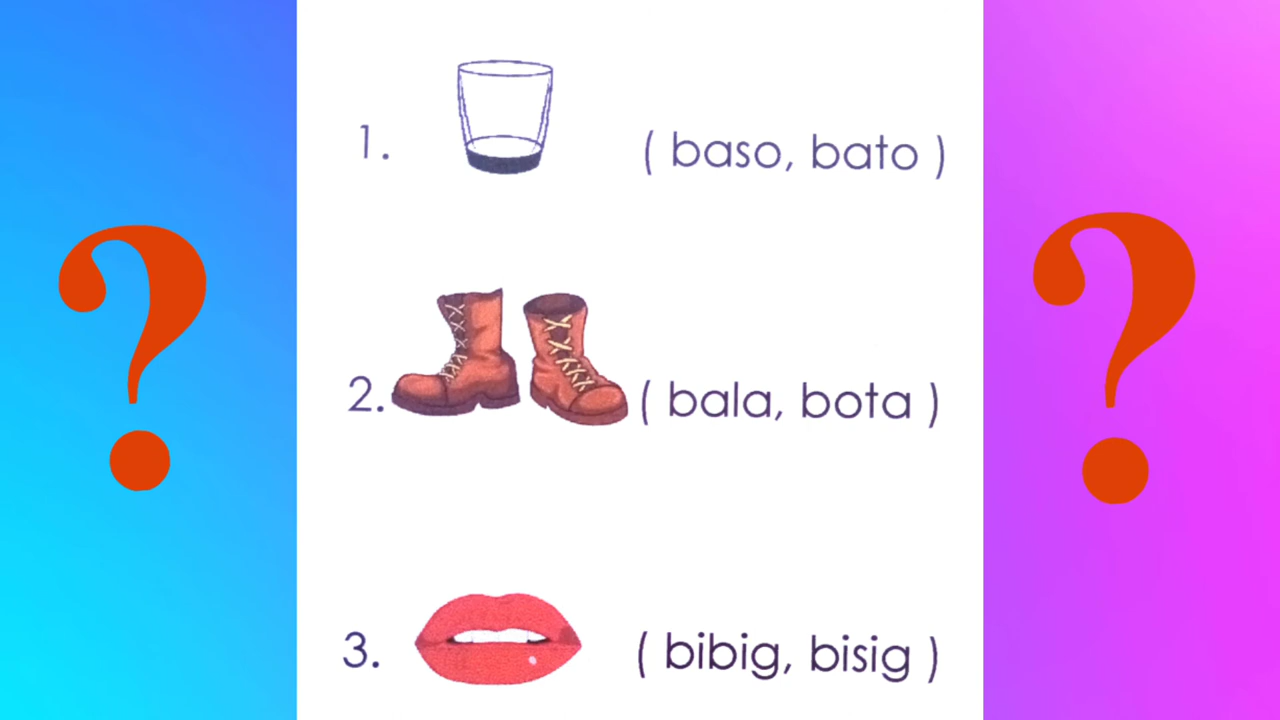 ?
1. ( baso, bato )
2. ( bala, bota )
?
3. ( bibig, bisig )